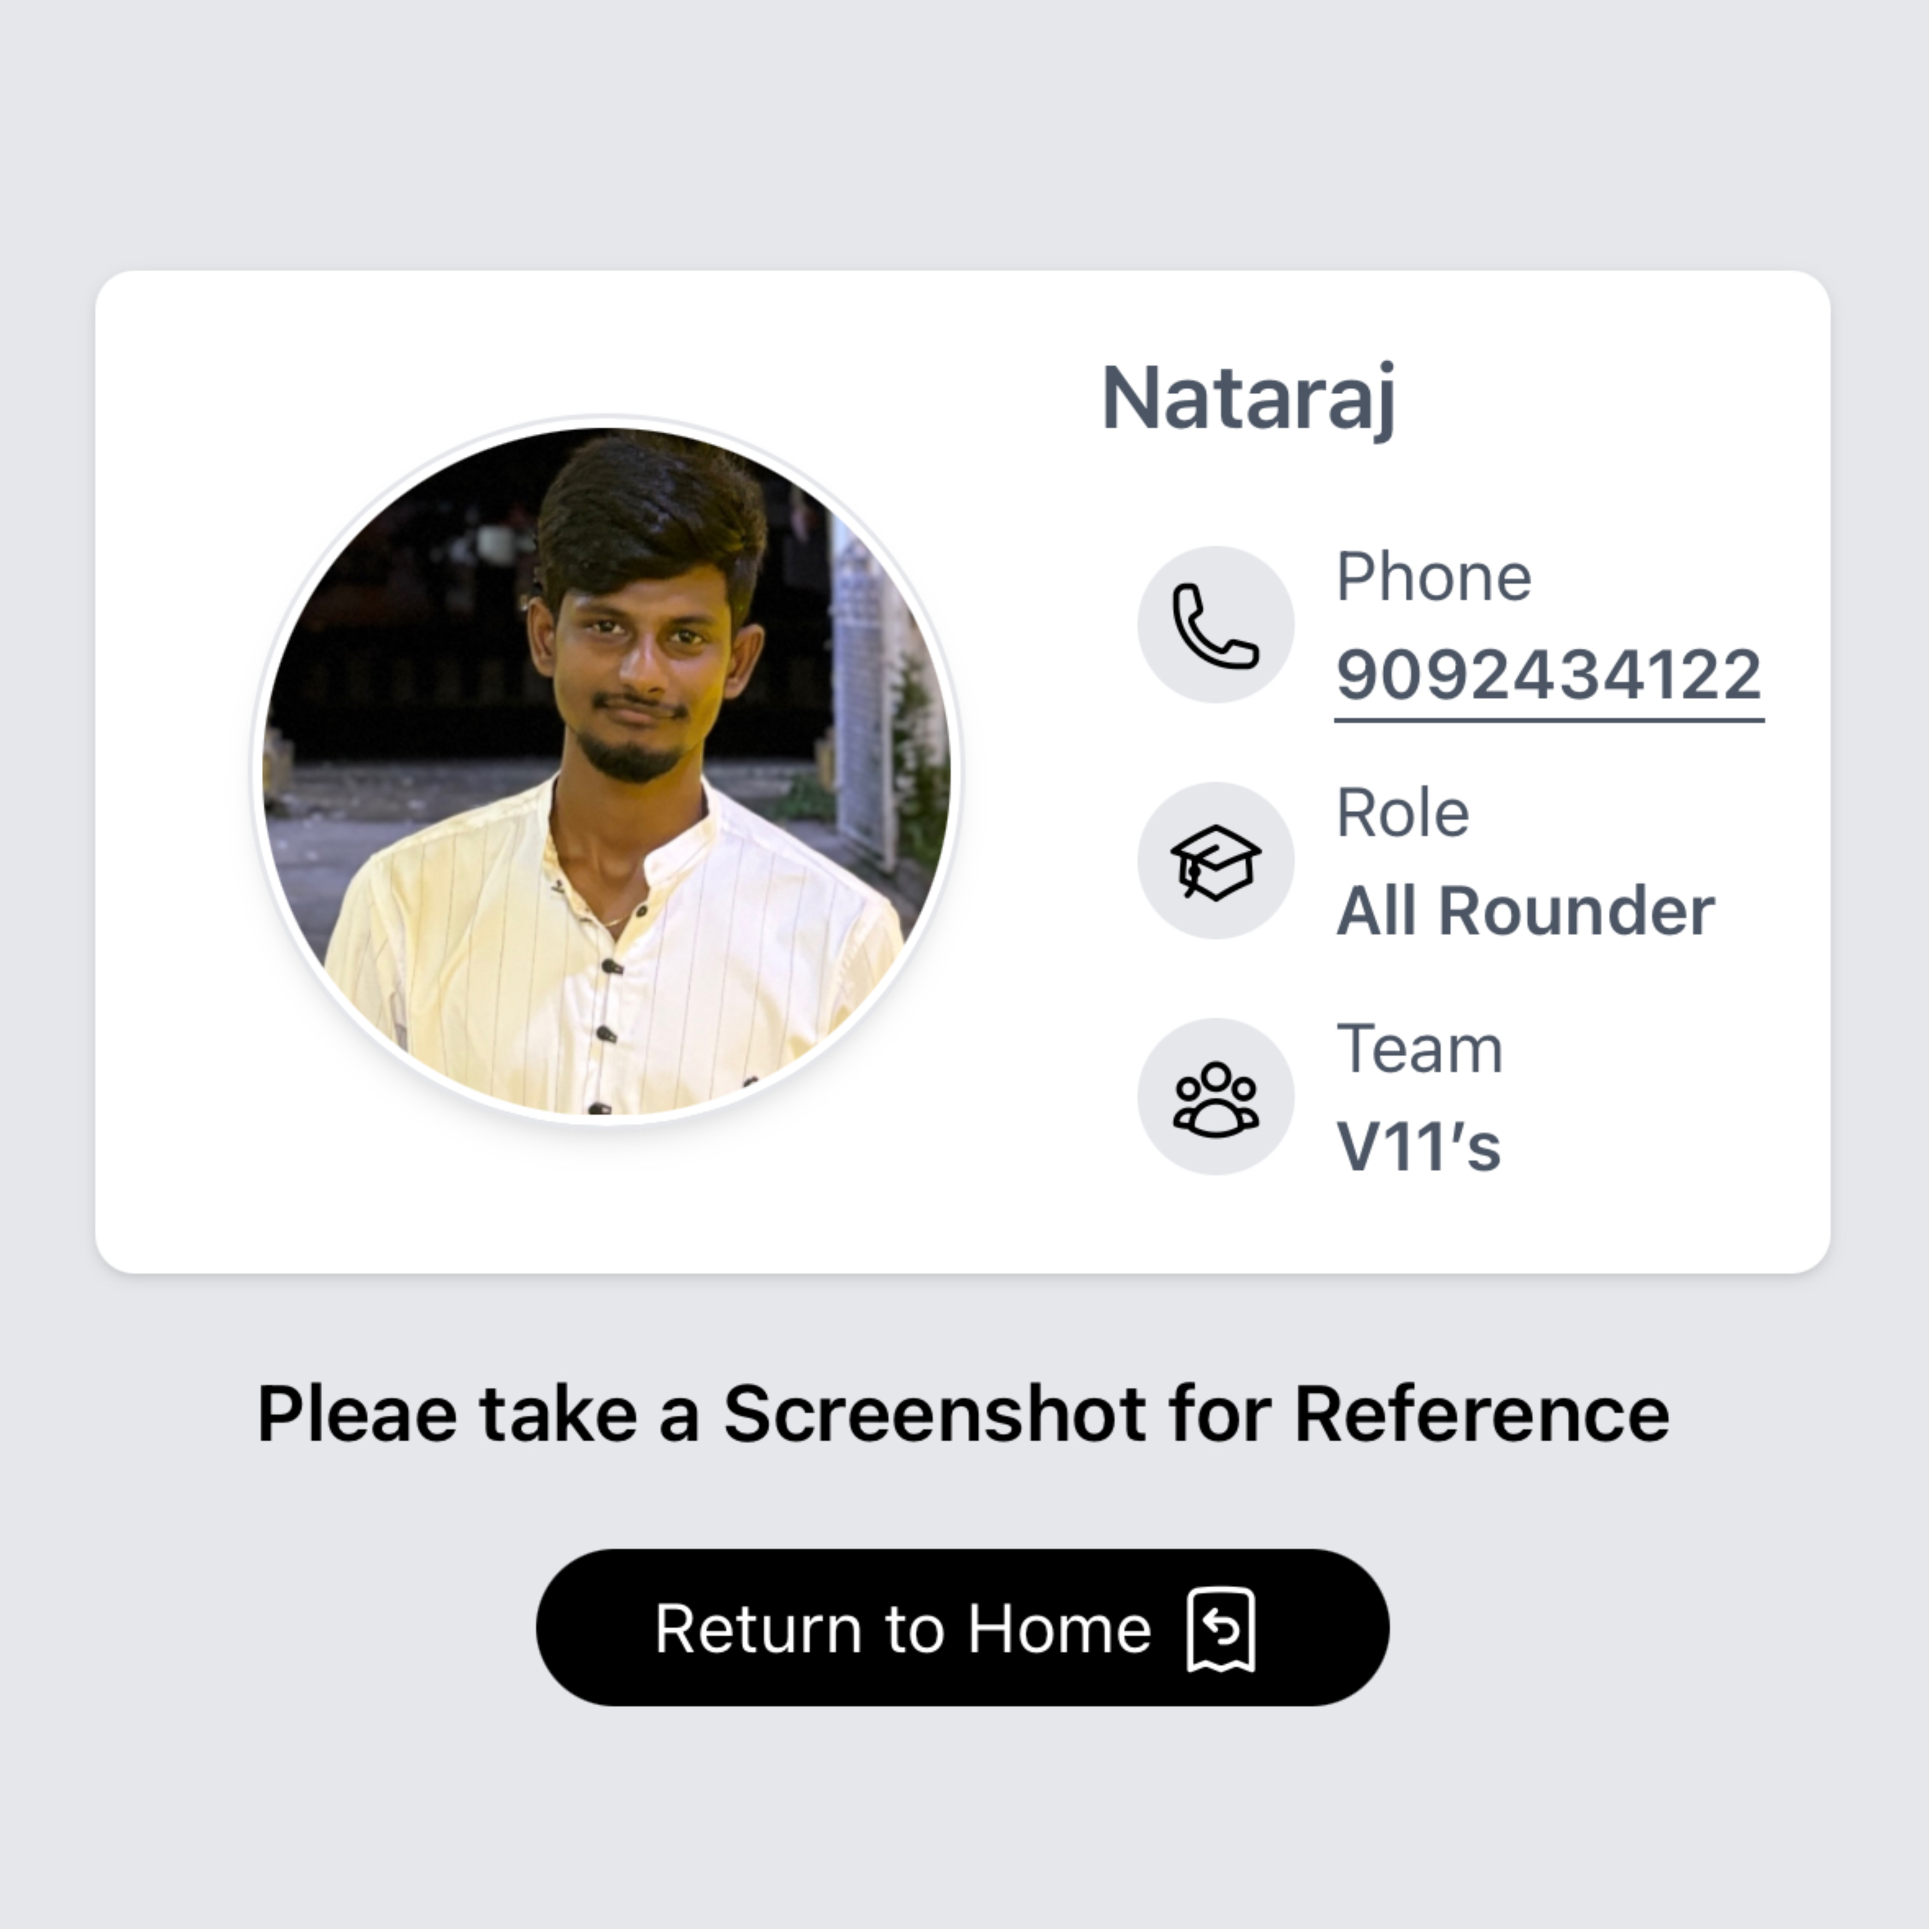 Nataraj
Phone
9092434122
Role
All Rounder
Team
V11’s
Pleae take a Screenshot for Reference
Return to Home